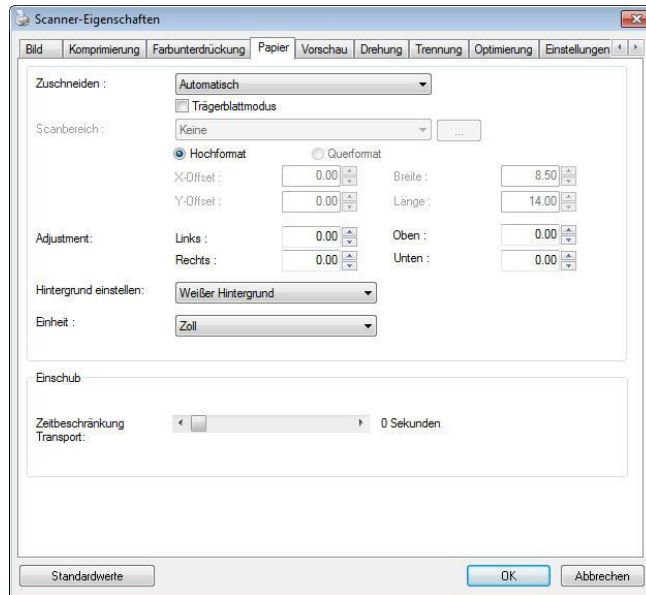 Scanner-Eigenschaften
Bild Komprimierung Farbunterdrückung Papier Vorschau Drehung Trennung Optimierung Einstellungen
Zuschneiden : Automatisch
Trägerblattmodus
Scanbereich : Keine ...
Hochformat Querformat
X-Offset : 0.00 Breite : 8.50
Y-Offset : 0.00 Länge : 14.00
Adjustment: Links : 0.00 Oben : 0.00
Rechts : 0.00 Unten : 0.00
Hintergrund einstellen: Weißer Hintergrund
Einheit : Zoll
Einschub
Zeitbeschränkung
Transport: 0 Sekunden
Standardwerte OK Abbrechen